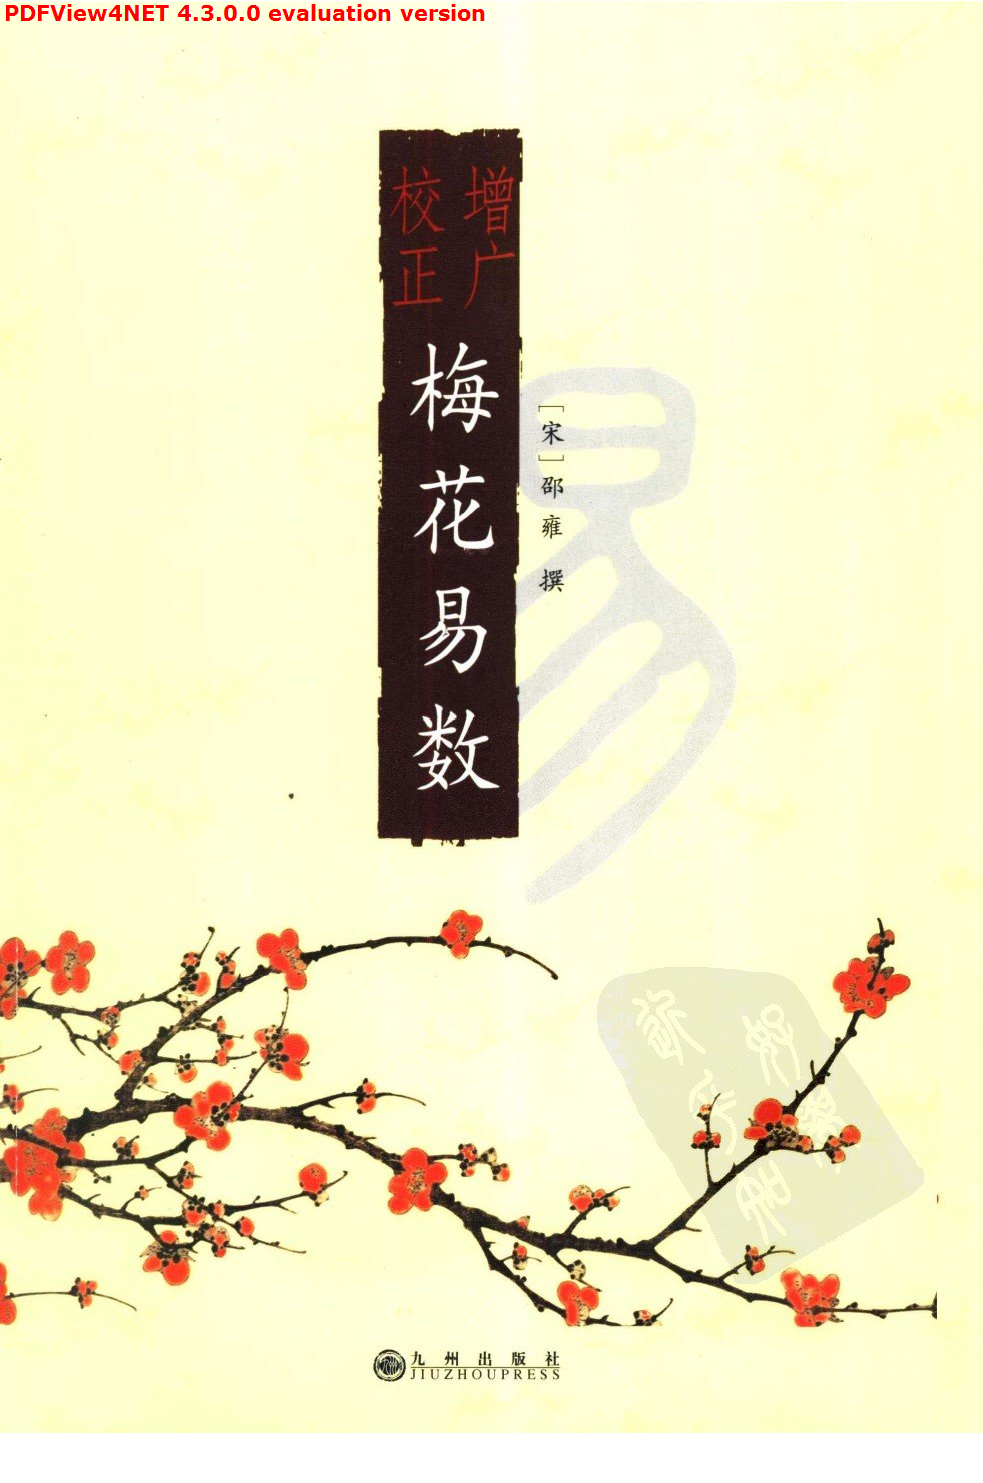 PDFView4NET 4.3.0.0 evaluation version
增广
校正
梅花易数
［宋］邵雍 撰
易
九州出版社
JIUZHOUPRESS